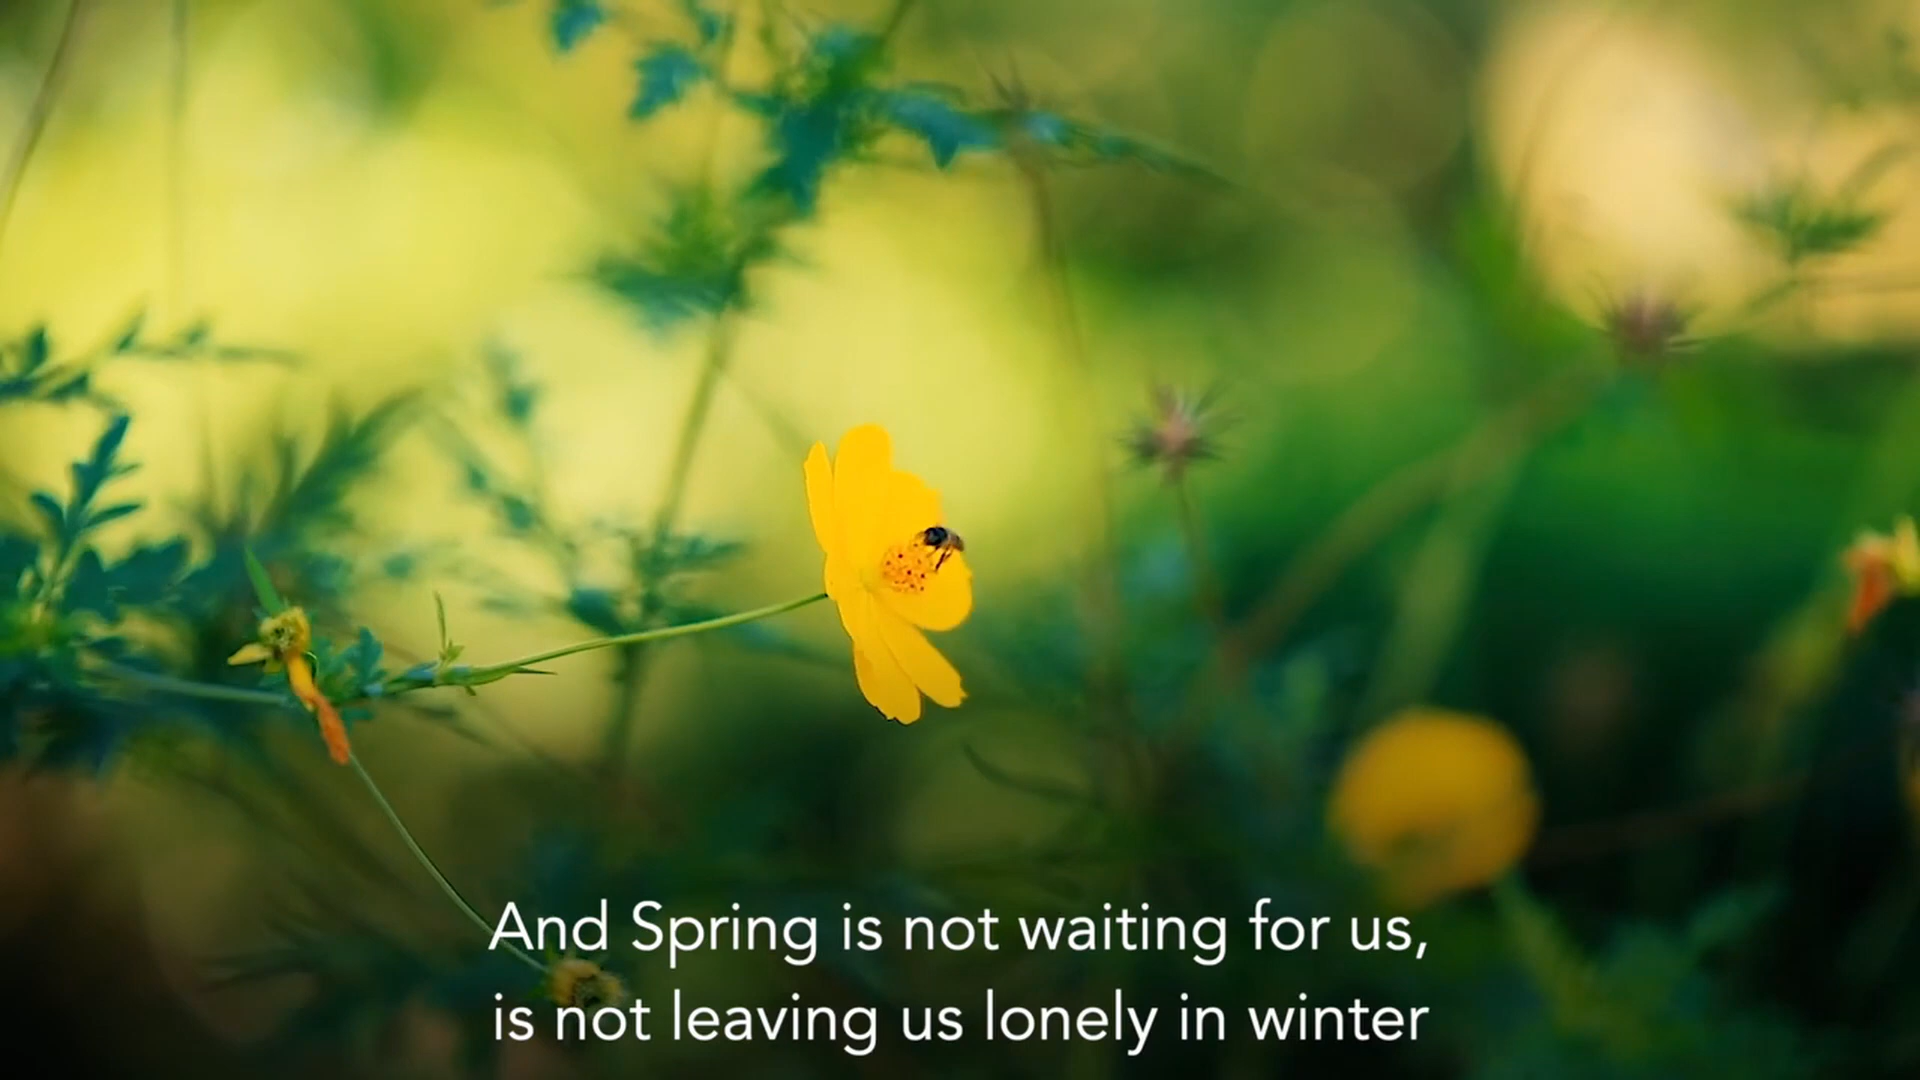 And Spring is not waiting for us,
is not leaving us lonely in winter